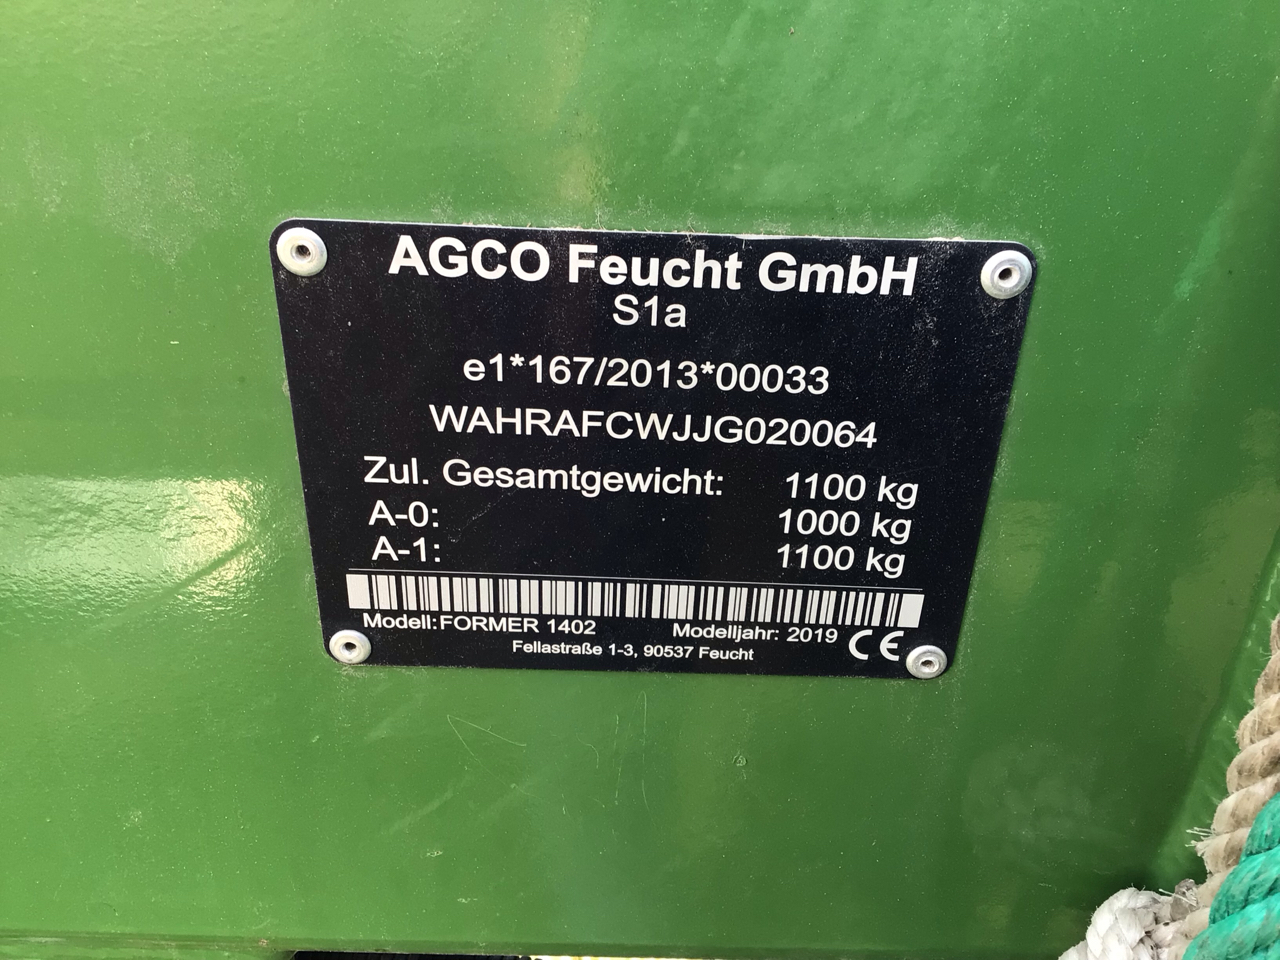 AGCO Feucht GmbH
S1a
e1*167/2013*00033
WAHRAFCWJJG020064
Zul. Gesamtgewicht: 1100 kg
A-0: 1000 kg
A-1: 1100 kg
Modell: FORMER 1402 Modelljahr: 2019 CE
Fellastraße 1-3, 90537 Feucht